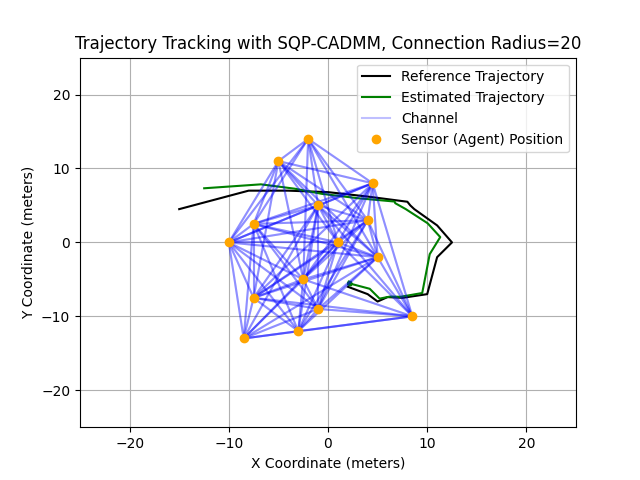 Trajectory Tracking with SQP-CADMM, Connection Radius=20
Reference Trajectory
Estimated Trajectory
Channel
Sensor (Agent) Position
Y Coordinate (meters)
20
10
0
−10
−20
−20 −10 0 10 20
X Coordinate (meters)